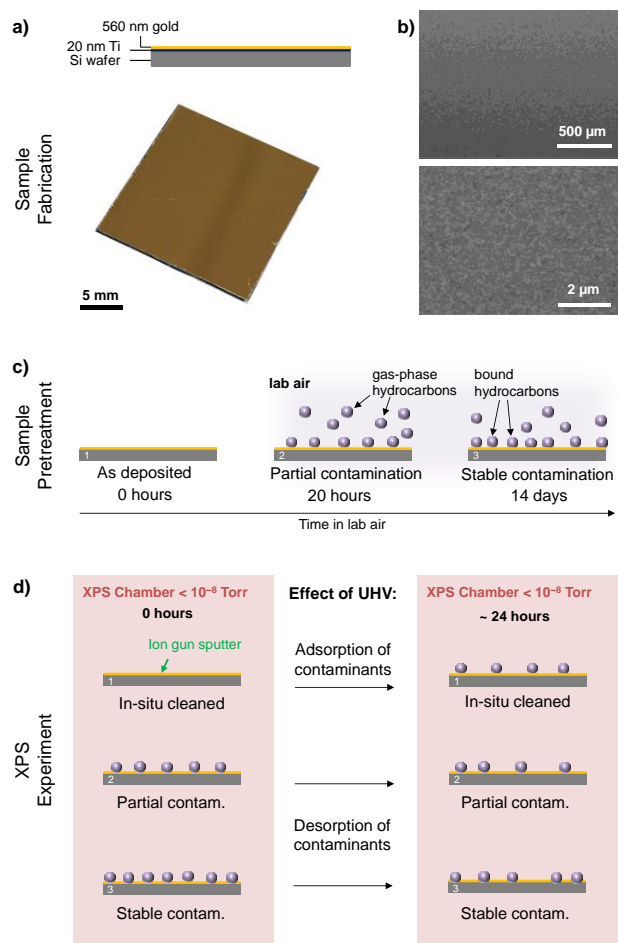 a)
560 nm gold
20 nm Ti
Si wafer
5 mm
Sample
Fabrication
b)
500 µm
2 µm
c)
Sample
Pretreatment
lab air
gas-phase
hydrocarbons
bound
hydrocarbons
1
2
3
As deposited
0 hours
Partial contamination
20 hours
Stable contamination
14 days
Time in lab air
d)
XPS
Experiment
XPS Chamber < 10⁻⁸ Torr
0 hours
Ion gun sputter
1
In-situ cleaned
2
Partial contam.
3
Stable contam.
Effect of UHV:
Adsorption of
contaminants
Desorption of
contaminants
XPS Chamber < 10⁻⁸ Torr
~ 24 hours
1
In-situ cleaned
2
Partial contam.
3
Stable contam.